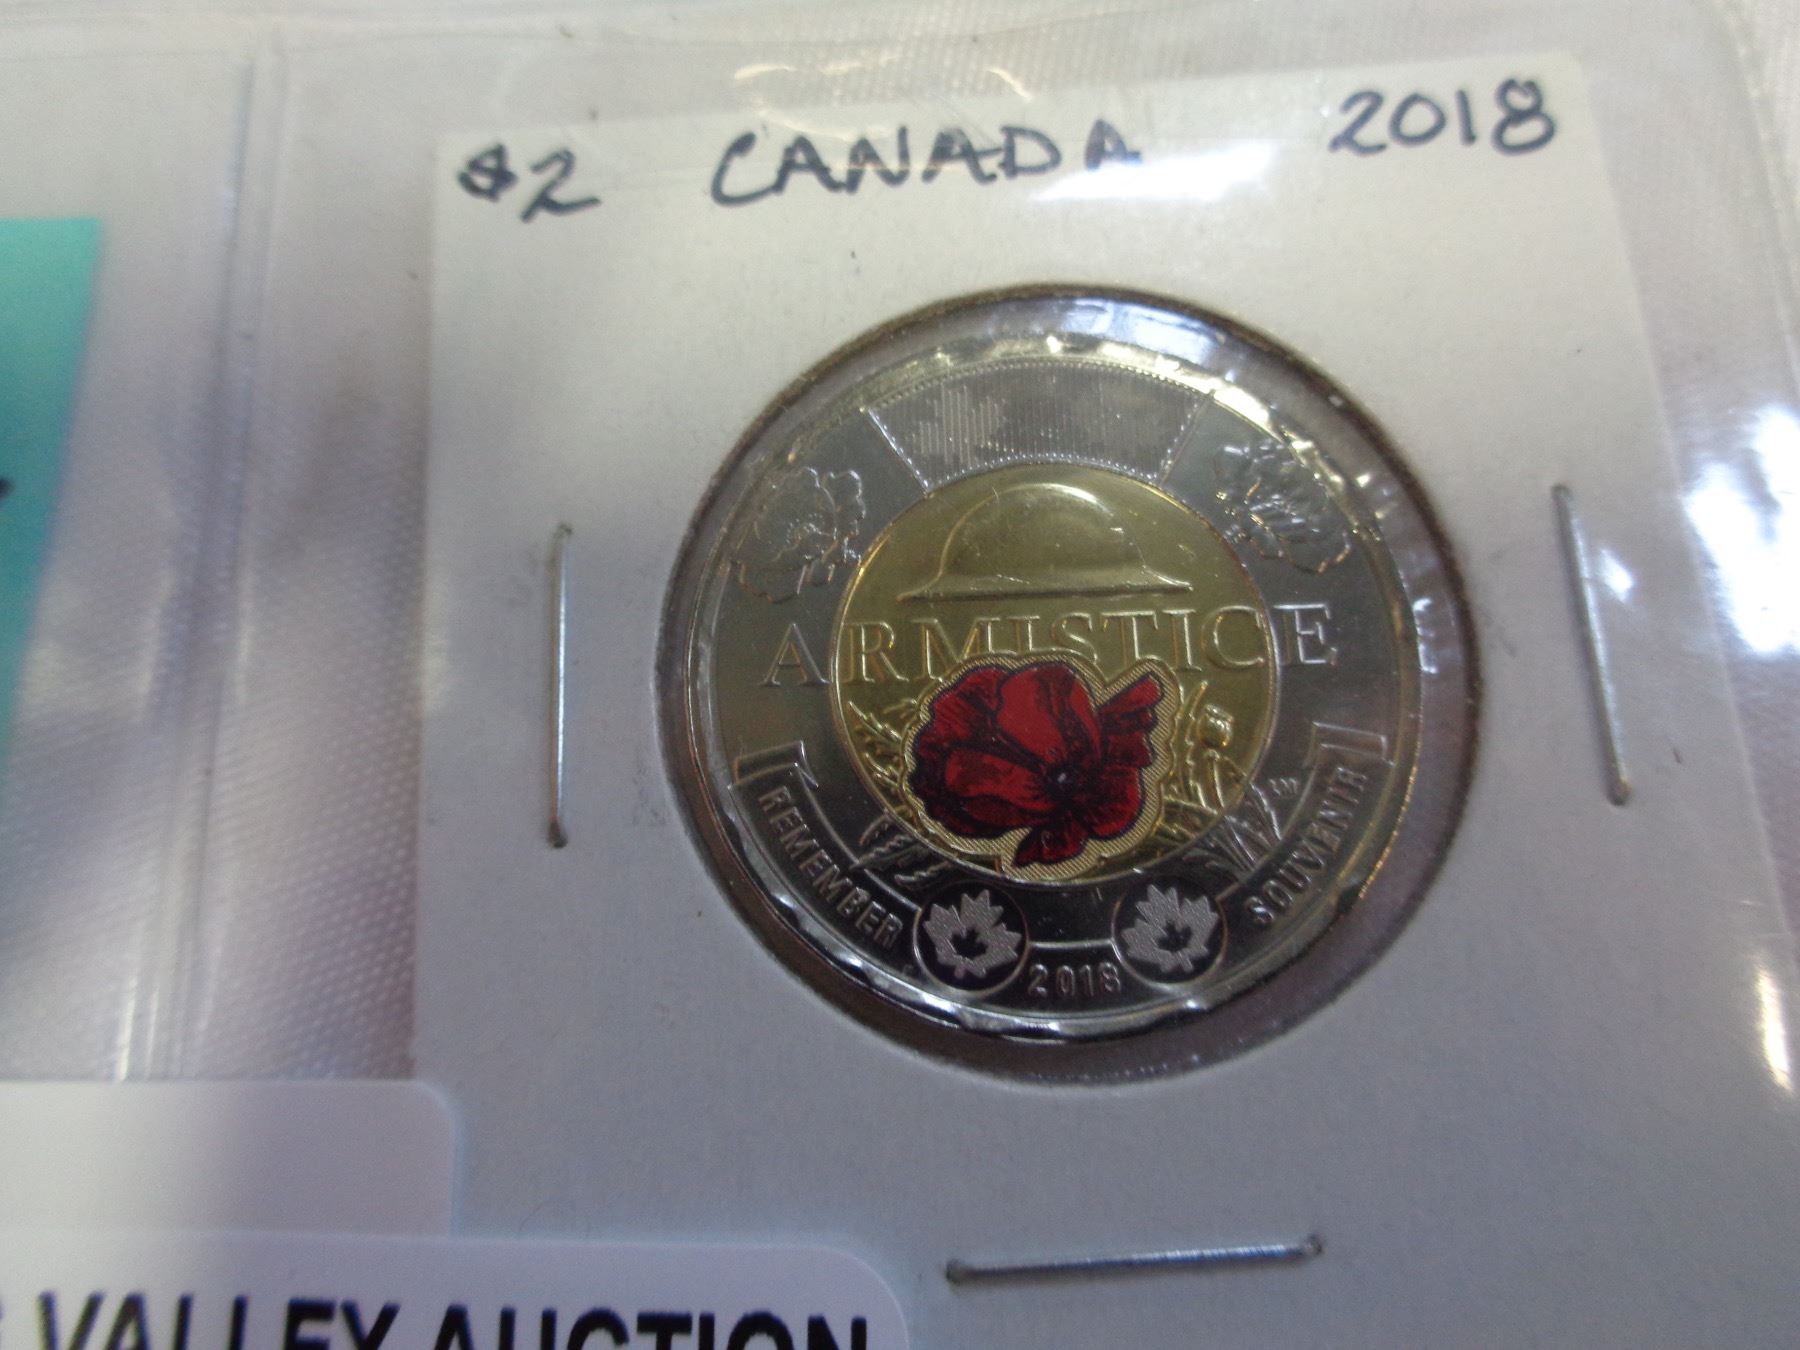 $2 CANADA 2018
ARMISTICE
REMEMBER
2018
SOUVENIR
VALLEY AUCTION